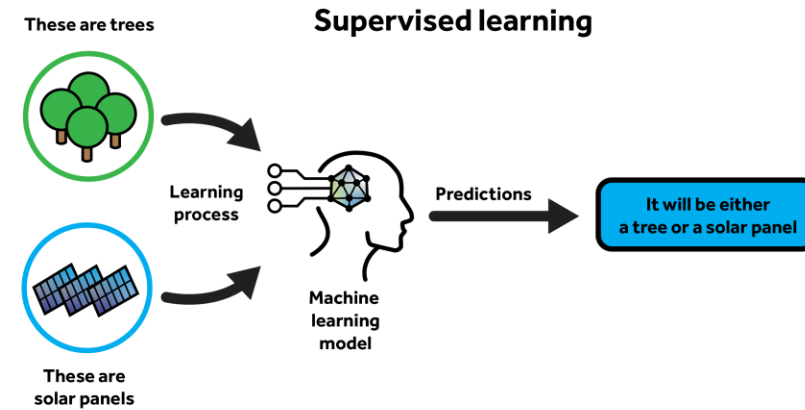 Supervised learning
These are trees
Learning
process
These are
solar panels
Machine
learning
model
Predictions
It will be either
a tree or a solar panel